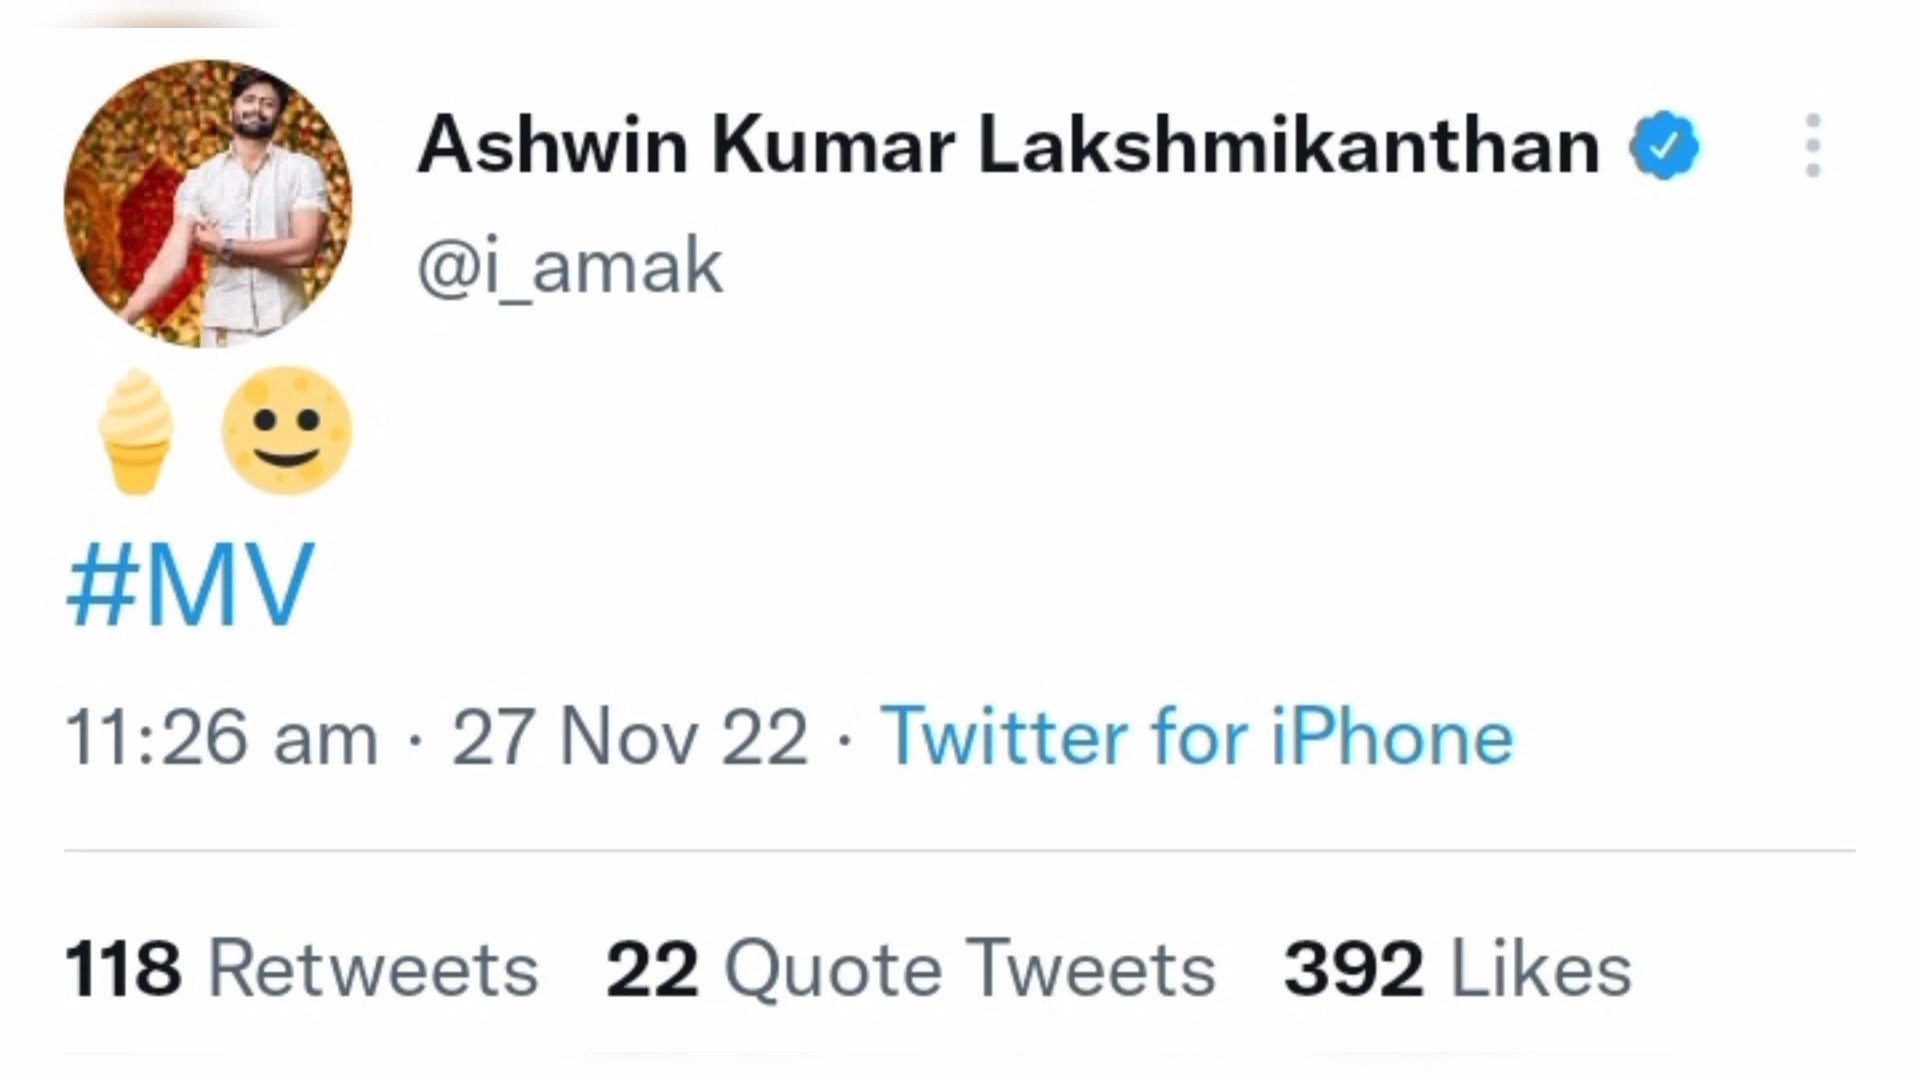 Ashwin Kumar Lakshmikanthan
@i_amak
🍦🌝
#MV
11:26 am · 27 Nov 22 · Twitter for iPhone
118 Retweets 22 Quote Tweets 392 Likes